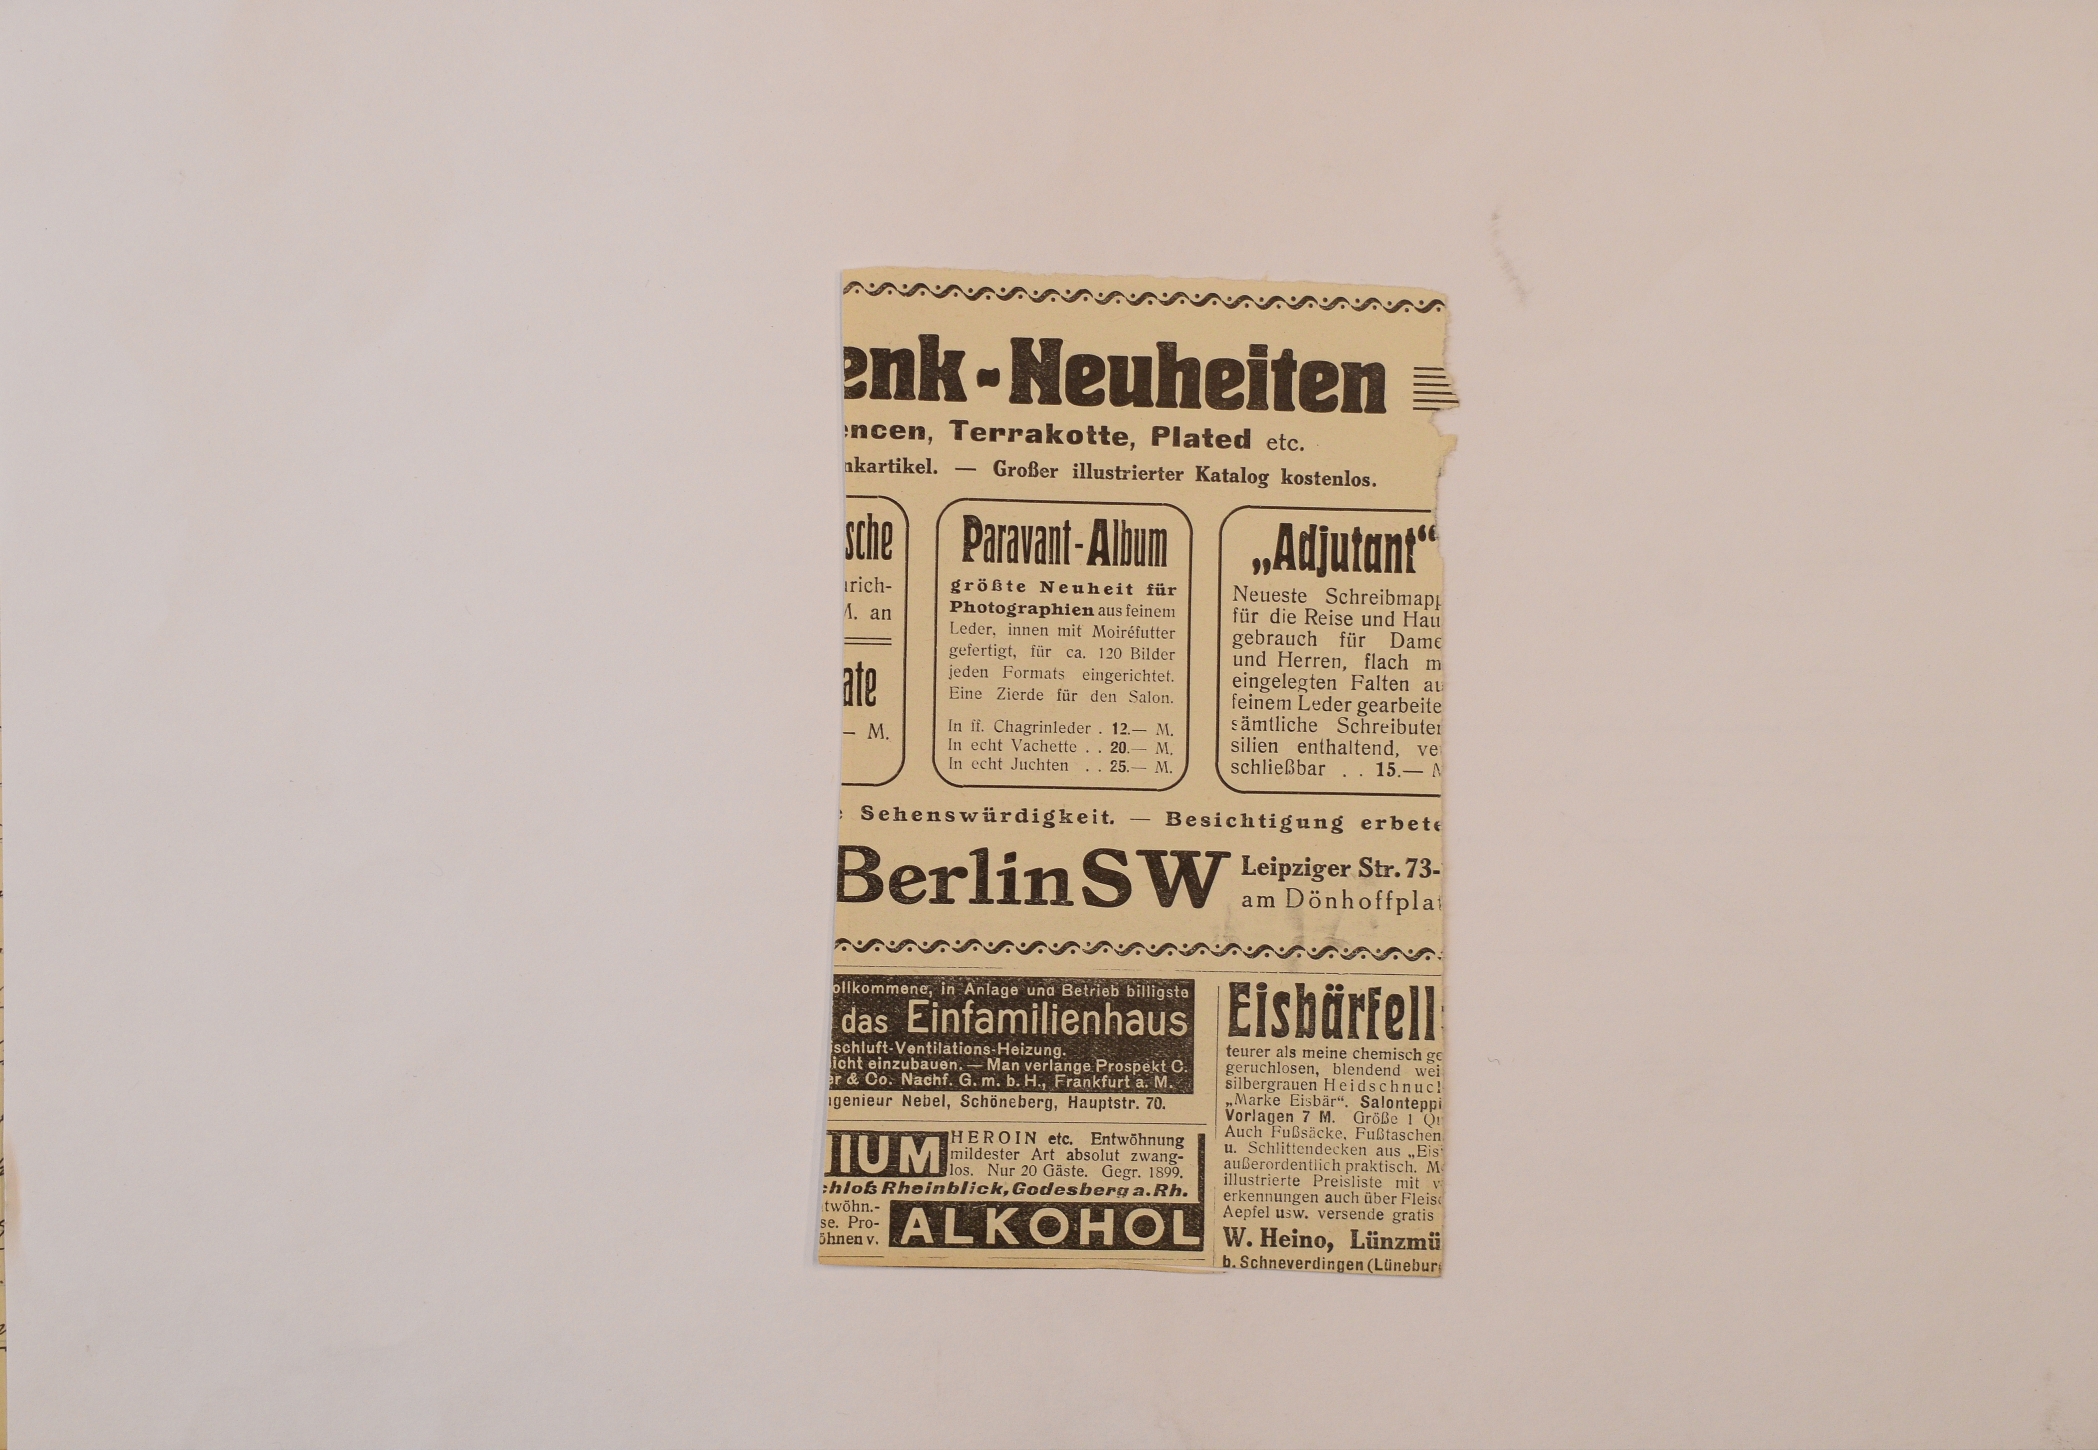 enk-Neuheiten
encen, Terrakotte, Plated etc.
nkartikel. — Großer illustrierter Katalog kostenlos.
sche
nrich-
M. an
ate
— M.
Paravant-Album
größte Neuheit für
Photographien aus feinem
Leder, innen mit Moiréfutter
gefertigt, für ca. 120 Bilder
jeden Formats eingerichtet.
Eine Zierde für den Salon.
In ff. Chagrinleder . 12.— M.
In echt Vachette . . 20.— M.
In echt Juchten . . 25.— M.
„Adjutant“
Neueste Schreibmapp
für die Reise und Hau
gebrauch für Dame
und Herren, flach m
eingelegten Falten au
feinem Leder gearbeite
sämtliche Schreibuten
silien enthaltend, ve
schließbar . . 15.— M
e Sehenswürdigkeit. — Besichtigung erbete
Berlin SW
Leipziger Str. 73-
am Dönhoffplat
ollkommene, in Anlage und Betrieb billigste
das Einfamilienhaus
schluft-Ventilations-Heizung.
icht einzubauen. — Man verlange Prospekt C.
er & Co. Nachf. G. m. b. H., Frankfurt a. M.
ngenieur Nebel, Schöneberg, Hauptstr. 70.
IUM
HEROIN etc. Entwöhnung
mildester Art absolut zwang-
los. Nur 20 Gäste. Gegr. 1899.
chloß Rheinblick, Godesberg a. Rh.
twöhn.-
se. Pro-
öhnen v.
ALKOHOL
Eisbärfell
teurer als meine chemisch ge
geruchlosen, blendend wei
silbergrauen Heidschnuc
„Marke Eisbär“. Salonteppi
Vorlagen 7 M. Größe 1 Q
Auch Fußsäcke, Fußtaschen
u. Schlittendecken aus „Eis
außerordentlich praktisch. M
illustrierte Preisliste mit v
erkennungen auch über Fleisc
Aepfel usw. versende gratis
W. Heino, Lünzmü
b. Schneverdingen (Lüneburg